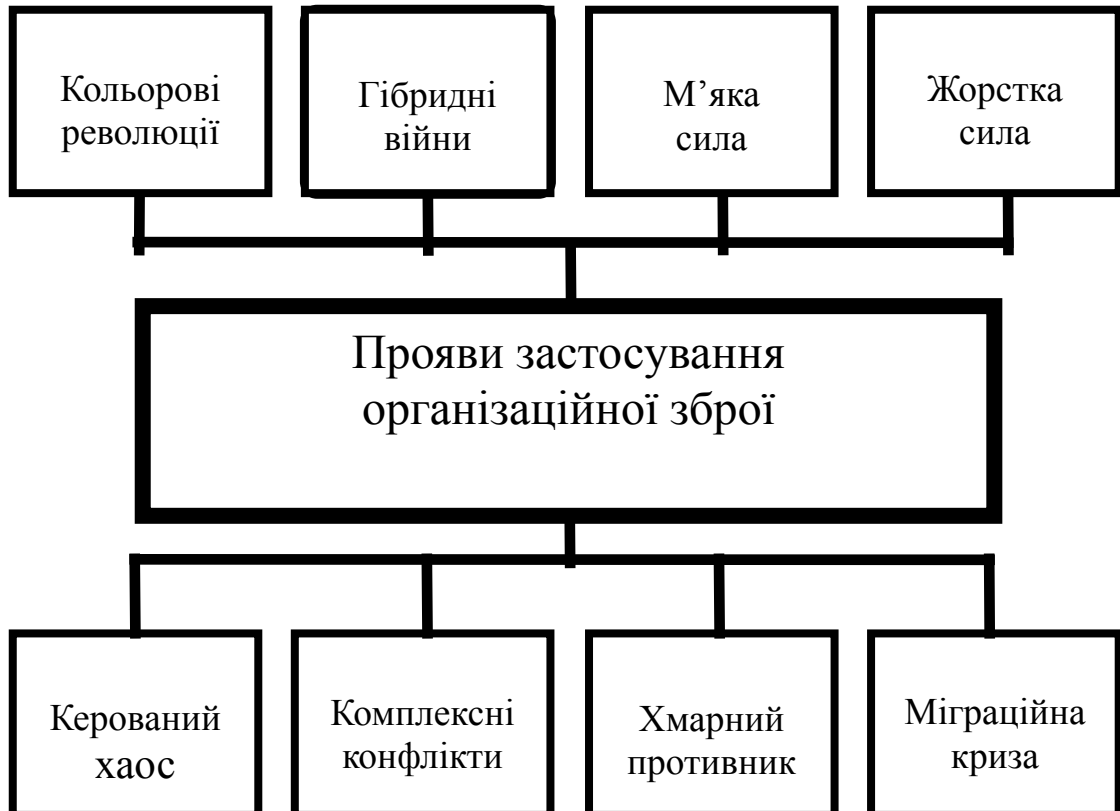 Кольорові
революції
Гібридні
війни
М’яка
сила
Жорстка
сила
Прояви застосування
організаційної зброї
Керований
хаос
Комплексні
конфлікти
Хмарний
противник
Міграційна
криза